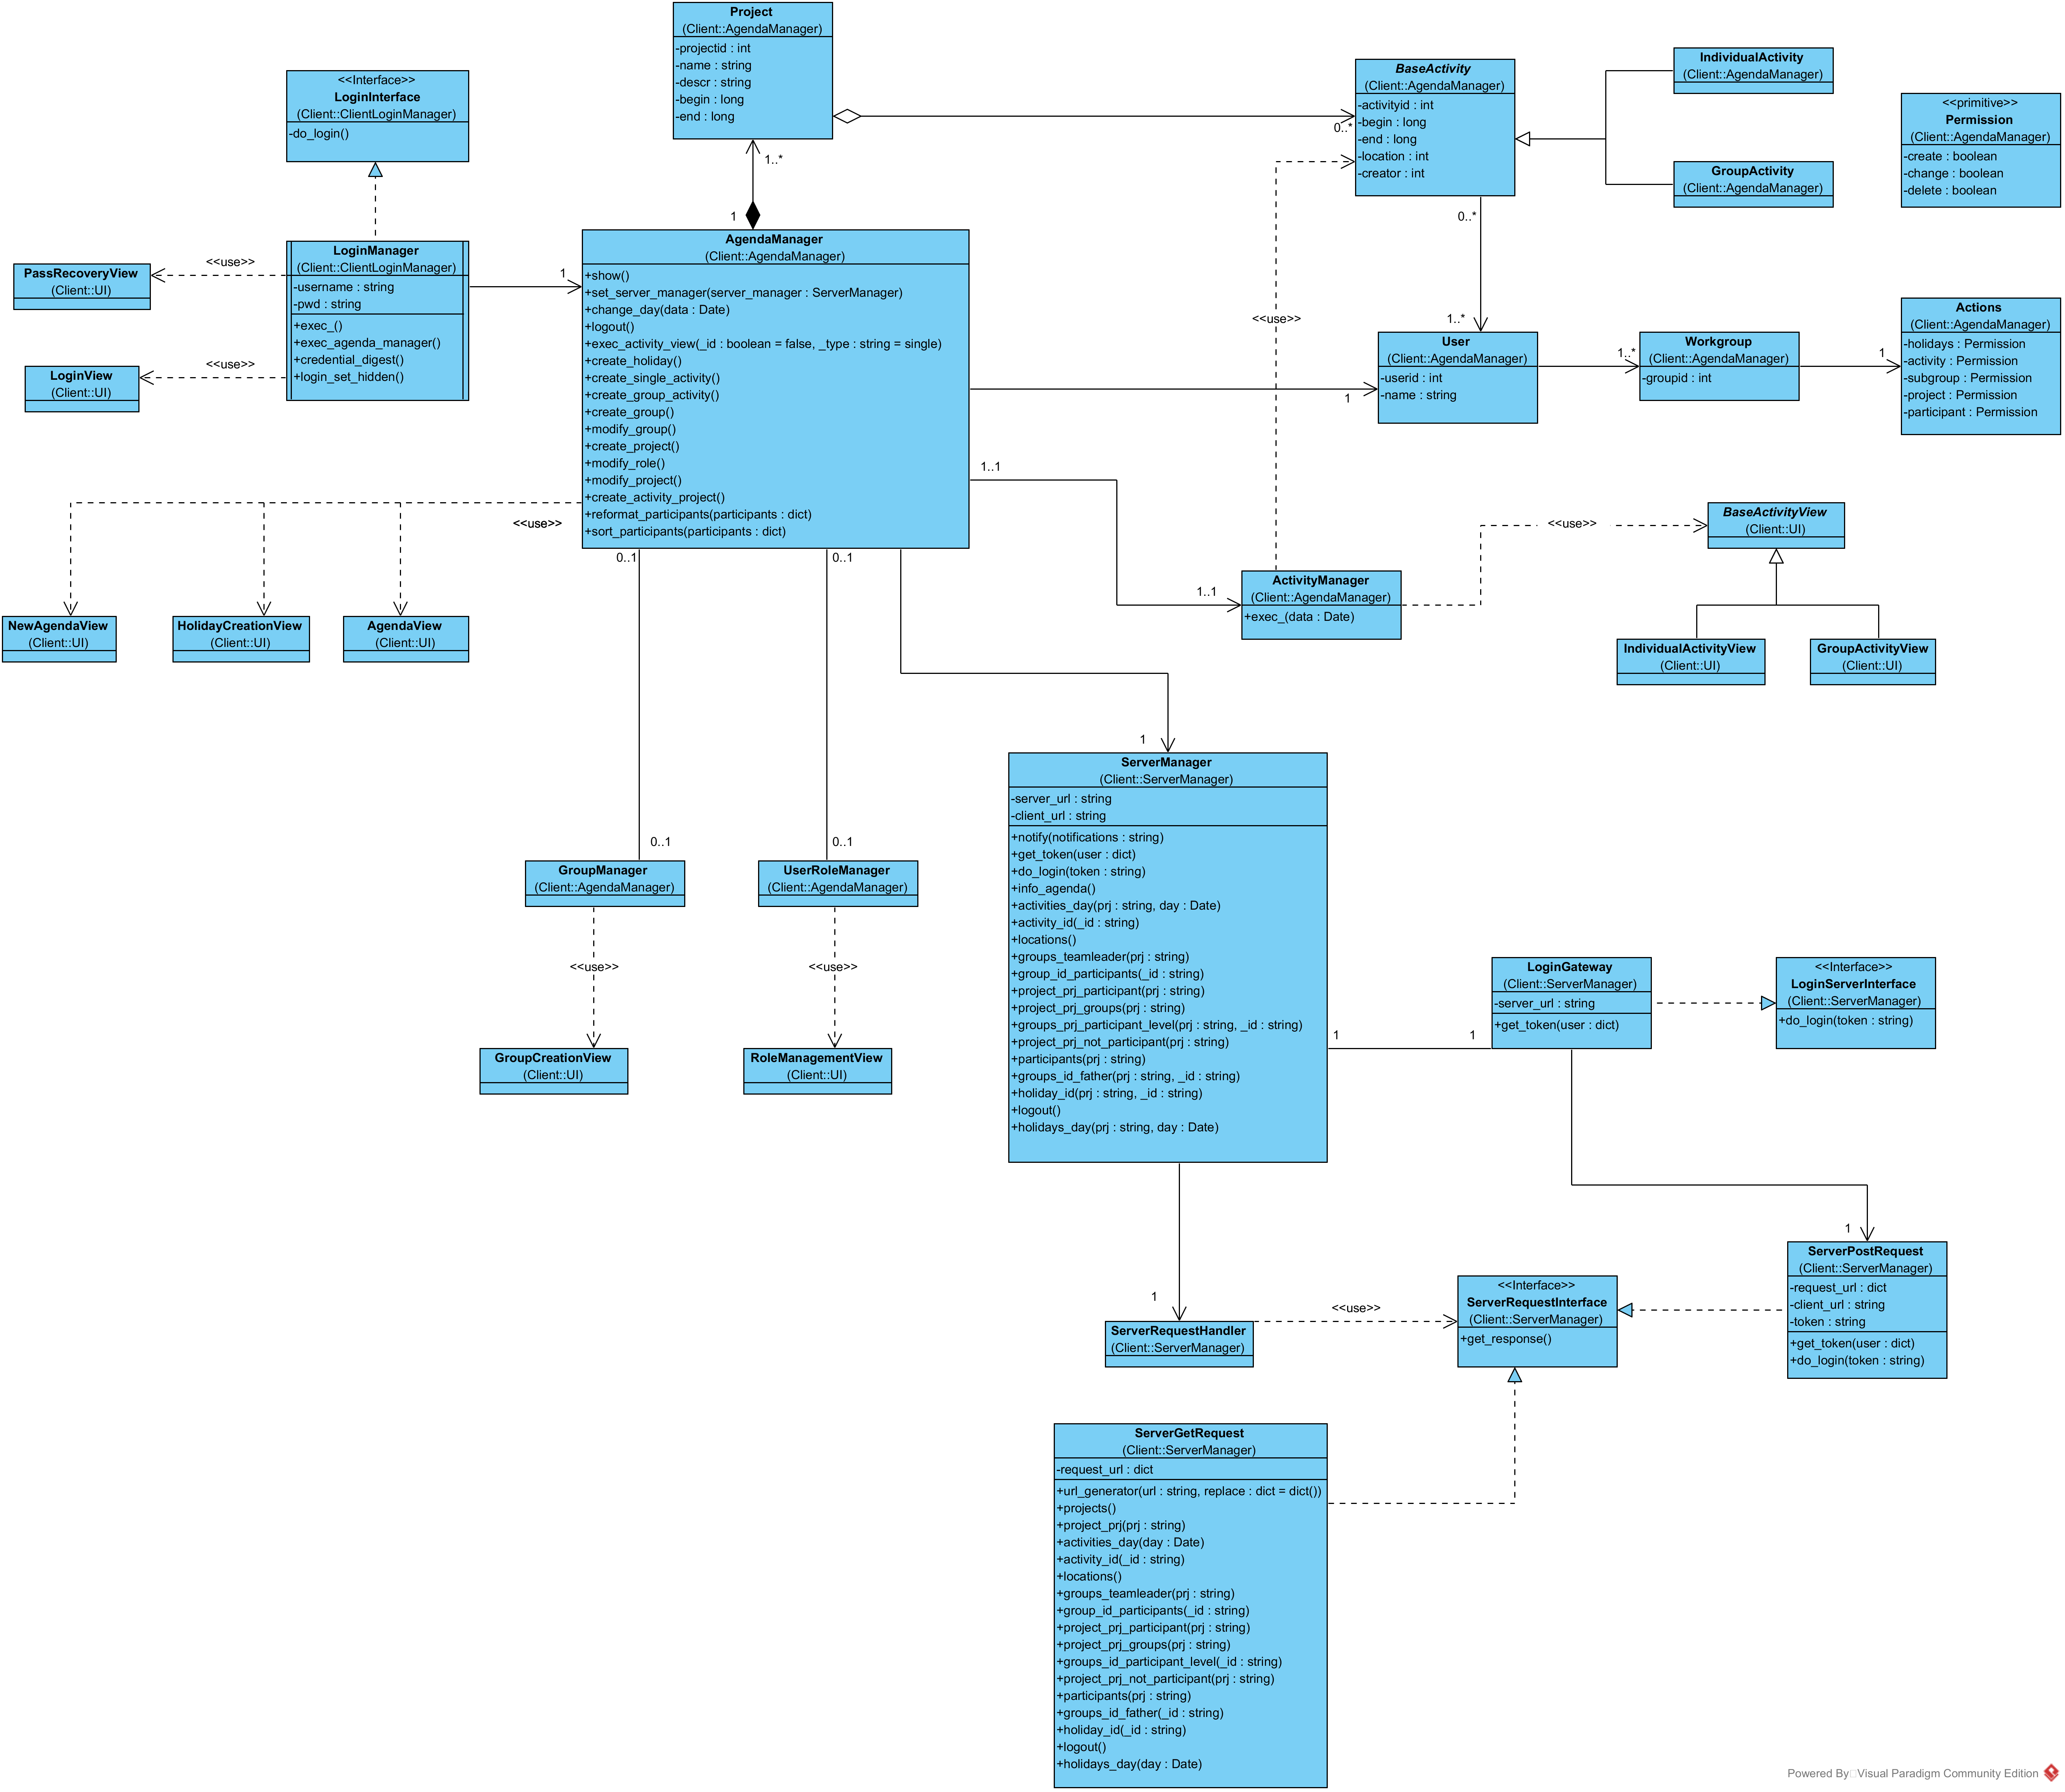 Project
(Client::AgendaManager)
-projectid : int
-name : string
-descr : string
-begin : long
-end : long
1..*
1
<<Interface>>
LoginInterface
(Client::ClientLoginManager)
-do_login()
LoginManager
(Client::ClientLoginManager)
-username : string
-pwd : string
+exec_()
+exec_agenda_manager()
+credential_digest()
+login_set_hidden()
<<use>>
PassRecoveryView
(Client::UI)
<<use>>
LoginView
(Client::UI)
1
AgendaManager
(Client::AgendaManager)
+show()
+set_server_manager(server_manager : ServerManager)
+change_day(data : Date)
+logout()
+exec_activity_view(_id : boolean = false, _type : string = single)
+create_holiday()
+create_single_activity()
+create_group_activity()
+create_group()
+modify_group()
+create_project()
+modify_role()
+modify_project()
+create_activity_project()
+reformat_participants(participants : dict)
+sort_participants(participants : dict)
0..*
BaseActivity
(Client::AgendaManager)
-activityid : int
-begin : long
-end : long
-location : int
-creator : int
IndividualActivity
(Client::AgendaManager)
GroupActivity
(Client::AgendaManager)
<<primitive>>
Permission
(Client::AgendaManager)
-create : boolean
-change : boolean
-delete : boolean
0..*
1..*
<<use>>
1
User
(Client::AgendaManager)
-userid : int
-name : string
1..*
Workgroup
(Client::AgendaManager)
-groupid : int
1
Actions
(Client::AgendaManager)
-holidays : Permission
-activity : Permission
-subgroup : Permission
-project : Permission
-participant : Permission
1..1
1..1
ActivityManager
(Client::AgendaManager)
+exec_(data : Date)
<<use>>
BaseActivityView
(Client::UI)
IndividualActivityView
(Client::UI)
GroupActivityView
(Client::UI)
<<use>>
NewAgendaView
(Client::UI)
HolidayCreationView
(Client::UI)
AgendaView
(Client::UI)
0..1
0..1
0..1
0..1
GroupManager
(Client::AgendaManager)
UserRoleManager
(Client::AgendaManager)
<<use>>
<<use>>
GroupCreationView
(Client::UI)
RoleManagementView
(Client::UI)
1
ServerManager
(Client::ServerManager)
-server_url : string
-client_url : string
+notify(notifications : string)
+get_token(user : dict)
+do_login(token : string)
+info_agenda()
+activities_day(prj : string, day : Date)
+activity_id(_id : string)
+locations()
+groups_teamleader(prj : string)
+group_id_participants(_id : string)
+project_prj_participant(prj : string)
+project_prj_groups(prj : string)
+groups_prj_participant_level(prj : string, _id : string)
+project_prj_not_participant(prj : string)
+participants(prj : string)
+groups_id_father(prj : string, _id : string)
+holiday_id(prj : string, _id : string)
+logout()
+holidays_day(prj : string, day : Date)
1
1
LoginGateway
(Client::ServerManager)
-server_url : string
+get_token(user : dict)
<<Interface>>
LoginServerInterface
(Client::ServerManager)
+do_login(token : string)
1
ServerPostRequest
(Client::ServerManager)
-request_url : dict
-client_url : string
-token : string
+get_token(user : dict)
+do_login(token : string)
1
ServerRequestHandler
(Client::ServerManager)
<<use>>
<<Interface>>
ServerRequestInterface
(Client::ServerManager)
+get_response()
ServerGetRequest
(Client::ServerManager)
-request_url : dict
+url_generator(url : string, replace : dict = dict())
+projects()
+project_prj(prj : string)
+activities_day(day : Date)
+activity_id(_id : string)
+locations()
+groups_teamleader(prj : string)
+group_id_participants(_id : string)
+project_prj_participant(prj : string)
+project_prj_groups(prj : string)
+groups_id_participant_level(_id : string)
+project_prj_not_participant(prj : string)
+participants(prj : string)
+groups_id_father(_id : string)
+holiday_id(_id : string)
+logout()
+holidays_day(day : Date)
Powered By Visual Paradigm Community Edition